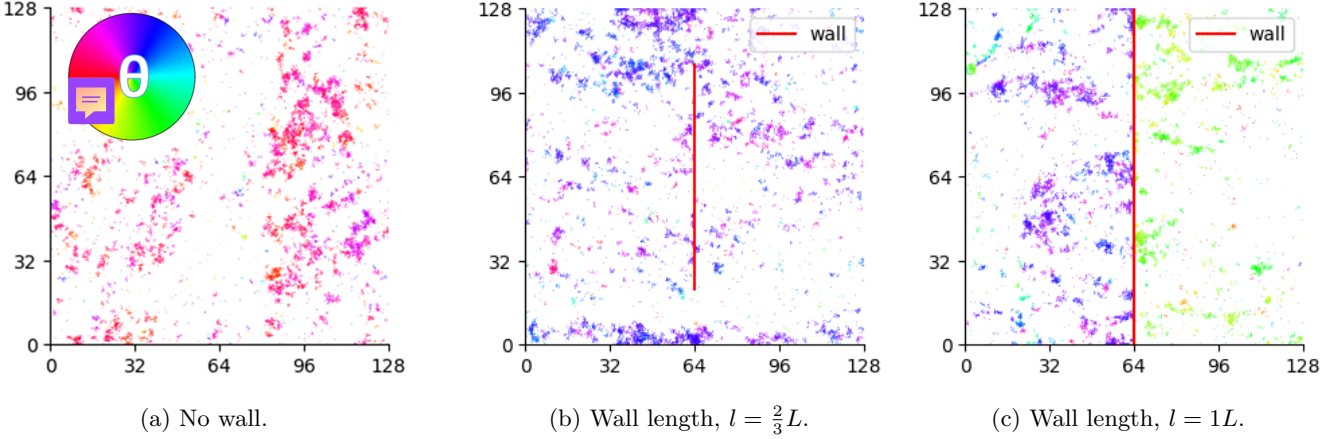 128
96
64
32
0
0 32 64 96 128
θ
128
96
64
32
0
0 32 64 96 128
wall
128
96
64
32
0
0 32 64 96 128
wall
(a) No wall.
(b) Wall length, $l = \frac{2}{3}L$.
(c) Wall length, $l = 1L$.